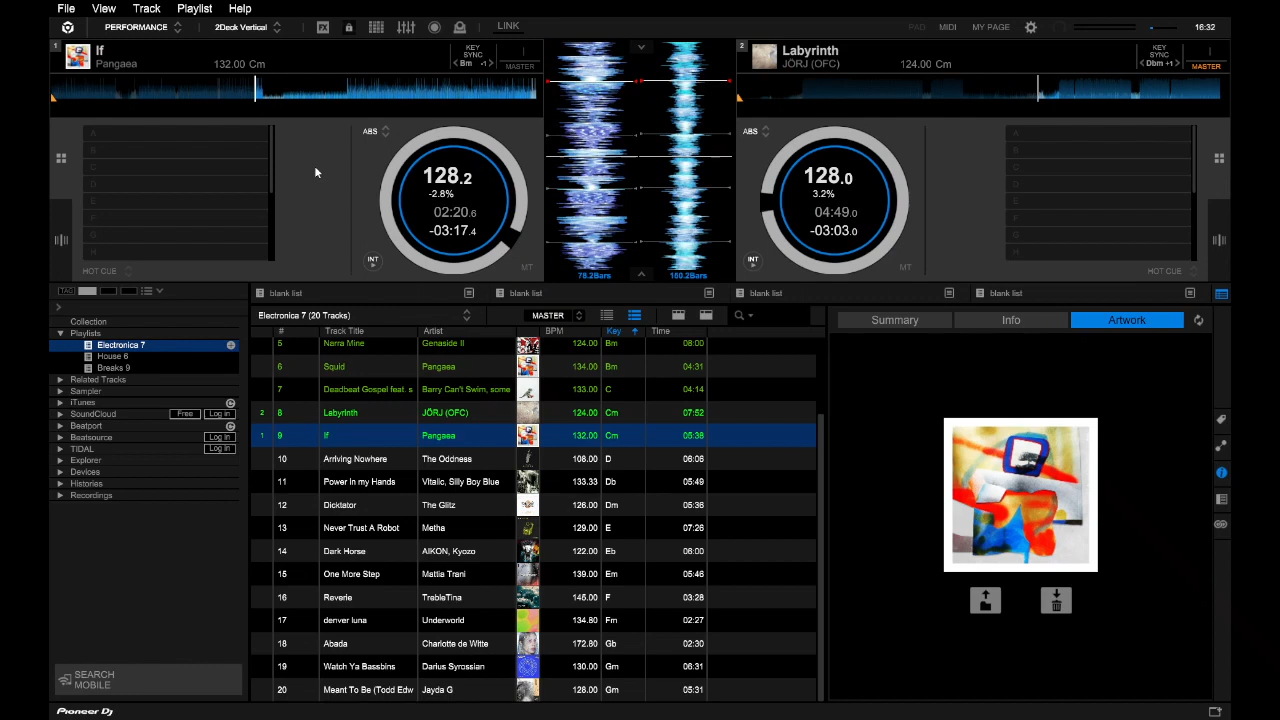 File View Track Playlist Help
PERFORMANCE 2Deck Vertical FX LINK PAD MIDI MY PAGE 16:32
1 If
Pangaea 132.00 Cm
KEY SYNC
Bm -1 MASTER
2 Labyrinth
JÖRJ (OFC) 124.00 Cm
KEY SYNC
Dbm +1 MASTER
A
B
C
D
E
F
G
H
HOT CUE
ABS
128.2
-2.8%
02:20.6
-03:17.4
INT
MT
78.2Bars 160.2Bars
ABS
128.0
3.2%
04:49.0
-03:03.0
INT
MT
A
B
C
D
E
F
G
H
HOT CUE
TAG
blank list blank list blank list blank list
Collection
Playlists
Electronica 7
House 6
Breaks 9
Related Tracks
Sampler
iTunes
SoundCloud Free Log in
Beatport
Beatsource Log in
TIDAL Log in
Explorer
Devices
Histories
Recordings
SEARCH
MOBILE
Electronica 7 (20 Tracks) MASTER
# Track Title Artist BPM Key Time
5 Narra Mine Genaside II 124.00 Bm 08:00
6 Squid Pangaea 134.00 Bm 04:31
7 Deadbeat Gospel feat. s Barry Can't Swim, some 133.00 C 04:14
2 8 Labyrinth JÖRJ (OFC) 124.00 Cm 07:52
1 9 If Pangaea 132.00 Cm 05:38
10 Arriving Nowhere The Oddness 108.00 D 06:06
11 Power in my Hands Vitalic, Silly Boy Blue 133.33 Db 05:49
12 Dicktator The Glitz 126.00 Dm 05:36
13 Never Trust A Robot Metha 129.00 E 07:26
14 Dark Horse AIKON, Kyozo 122.00 Eb 06:00
15 One More Step Mattia Trani 139.00 Em 05:46
16 Reverie TrebleTina 145.00 F 03:28
17 denver luna Underworld 134.80 Fm 02:27
18 Abada Charlotte de Witte 172.80 Gb 02:30
19 Watch Ya Bassbins Darius Syrossian 130.00 Gm 06:31
20 Meant To Be (Todd Edw Jayda G 128.00 Gm 05:31
Summary Info Artwork
Pioneer Dj